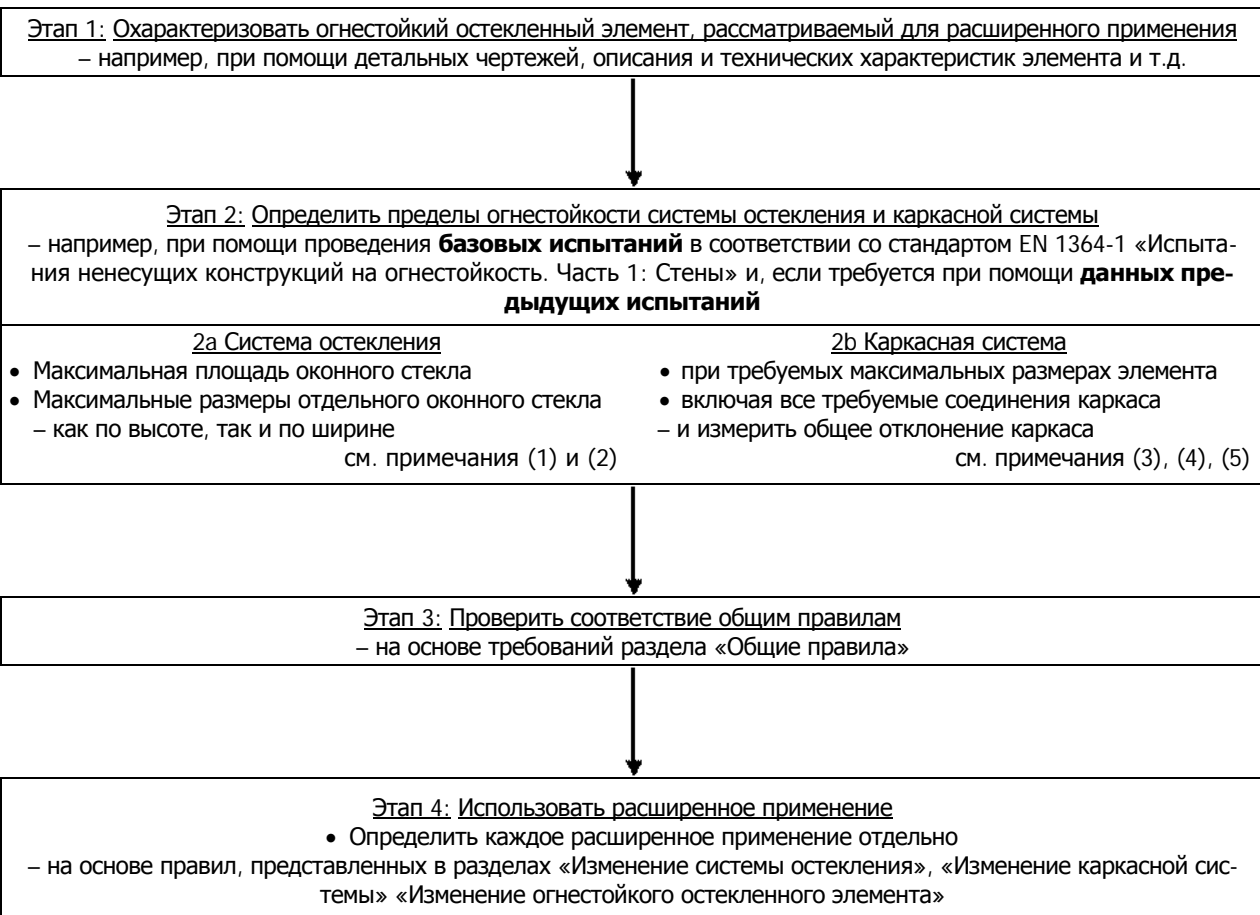 Этап 1: Охарактеризовать огнестойкий остекленный элемент, рассматриваемый для расширенного применения
– например, при помощи детальных чертежей, описания и технических характеристик элемента и т.д.
Этап 2: Определить пределы огнестойкости системы остекления и каркасной системы
– например, при помощи проведения базовых испытаний в соответствии со стандартом EN 1364-1 «Испыта-
ния ненесущих конструкций на огнестойкость. Часть 1: Стены» и, если требуется при помощи данных пре-
дыдущих испытаний
2a Система остекления
• Максимальная площадь оконного стекла
• Максимальные размеры отдельного оконного стекла
– как по высоте, так и по ширине
см. примечания (1) и (2)
2b Каркасная система
• при требуемых максимальных размерах элемента
• включая все требуемые соединения каркаса
– и измерить общее отклонение каркаса
см. примечания (3), (4), (5)
Этап 3: Проверить соответствие общим правилам
– на основе требований раздела «Общие правила»
Этап 4: Использовать расширенное применение
• Определить каждое расширенное применение отдельно
– на основе правил, представленных в разделах «Изменение системы остекления», «Изменение каркасной сис-
темы» «Изменение огнестойкого остекленного элемента»